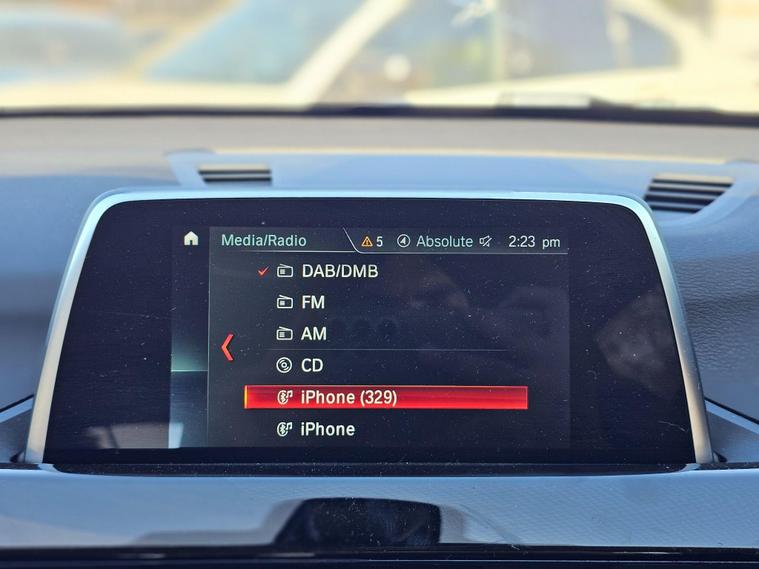 Media/Radio 5 Absolute 2:23 pm
DAB/DMB
FM
AM
CD
iPhone (329)
iPhone